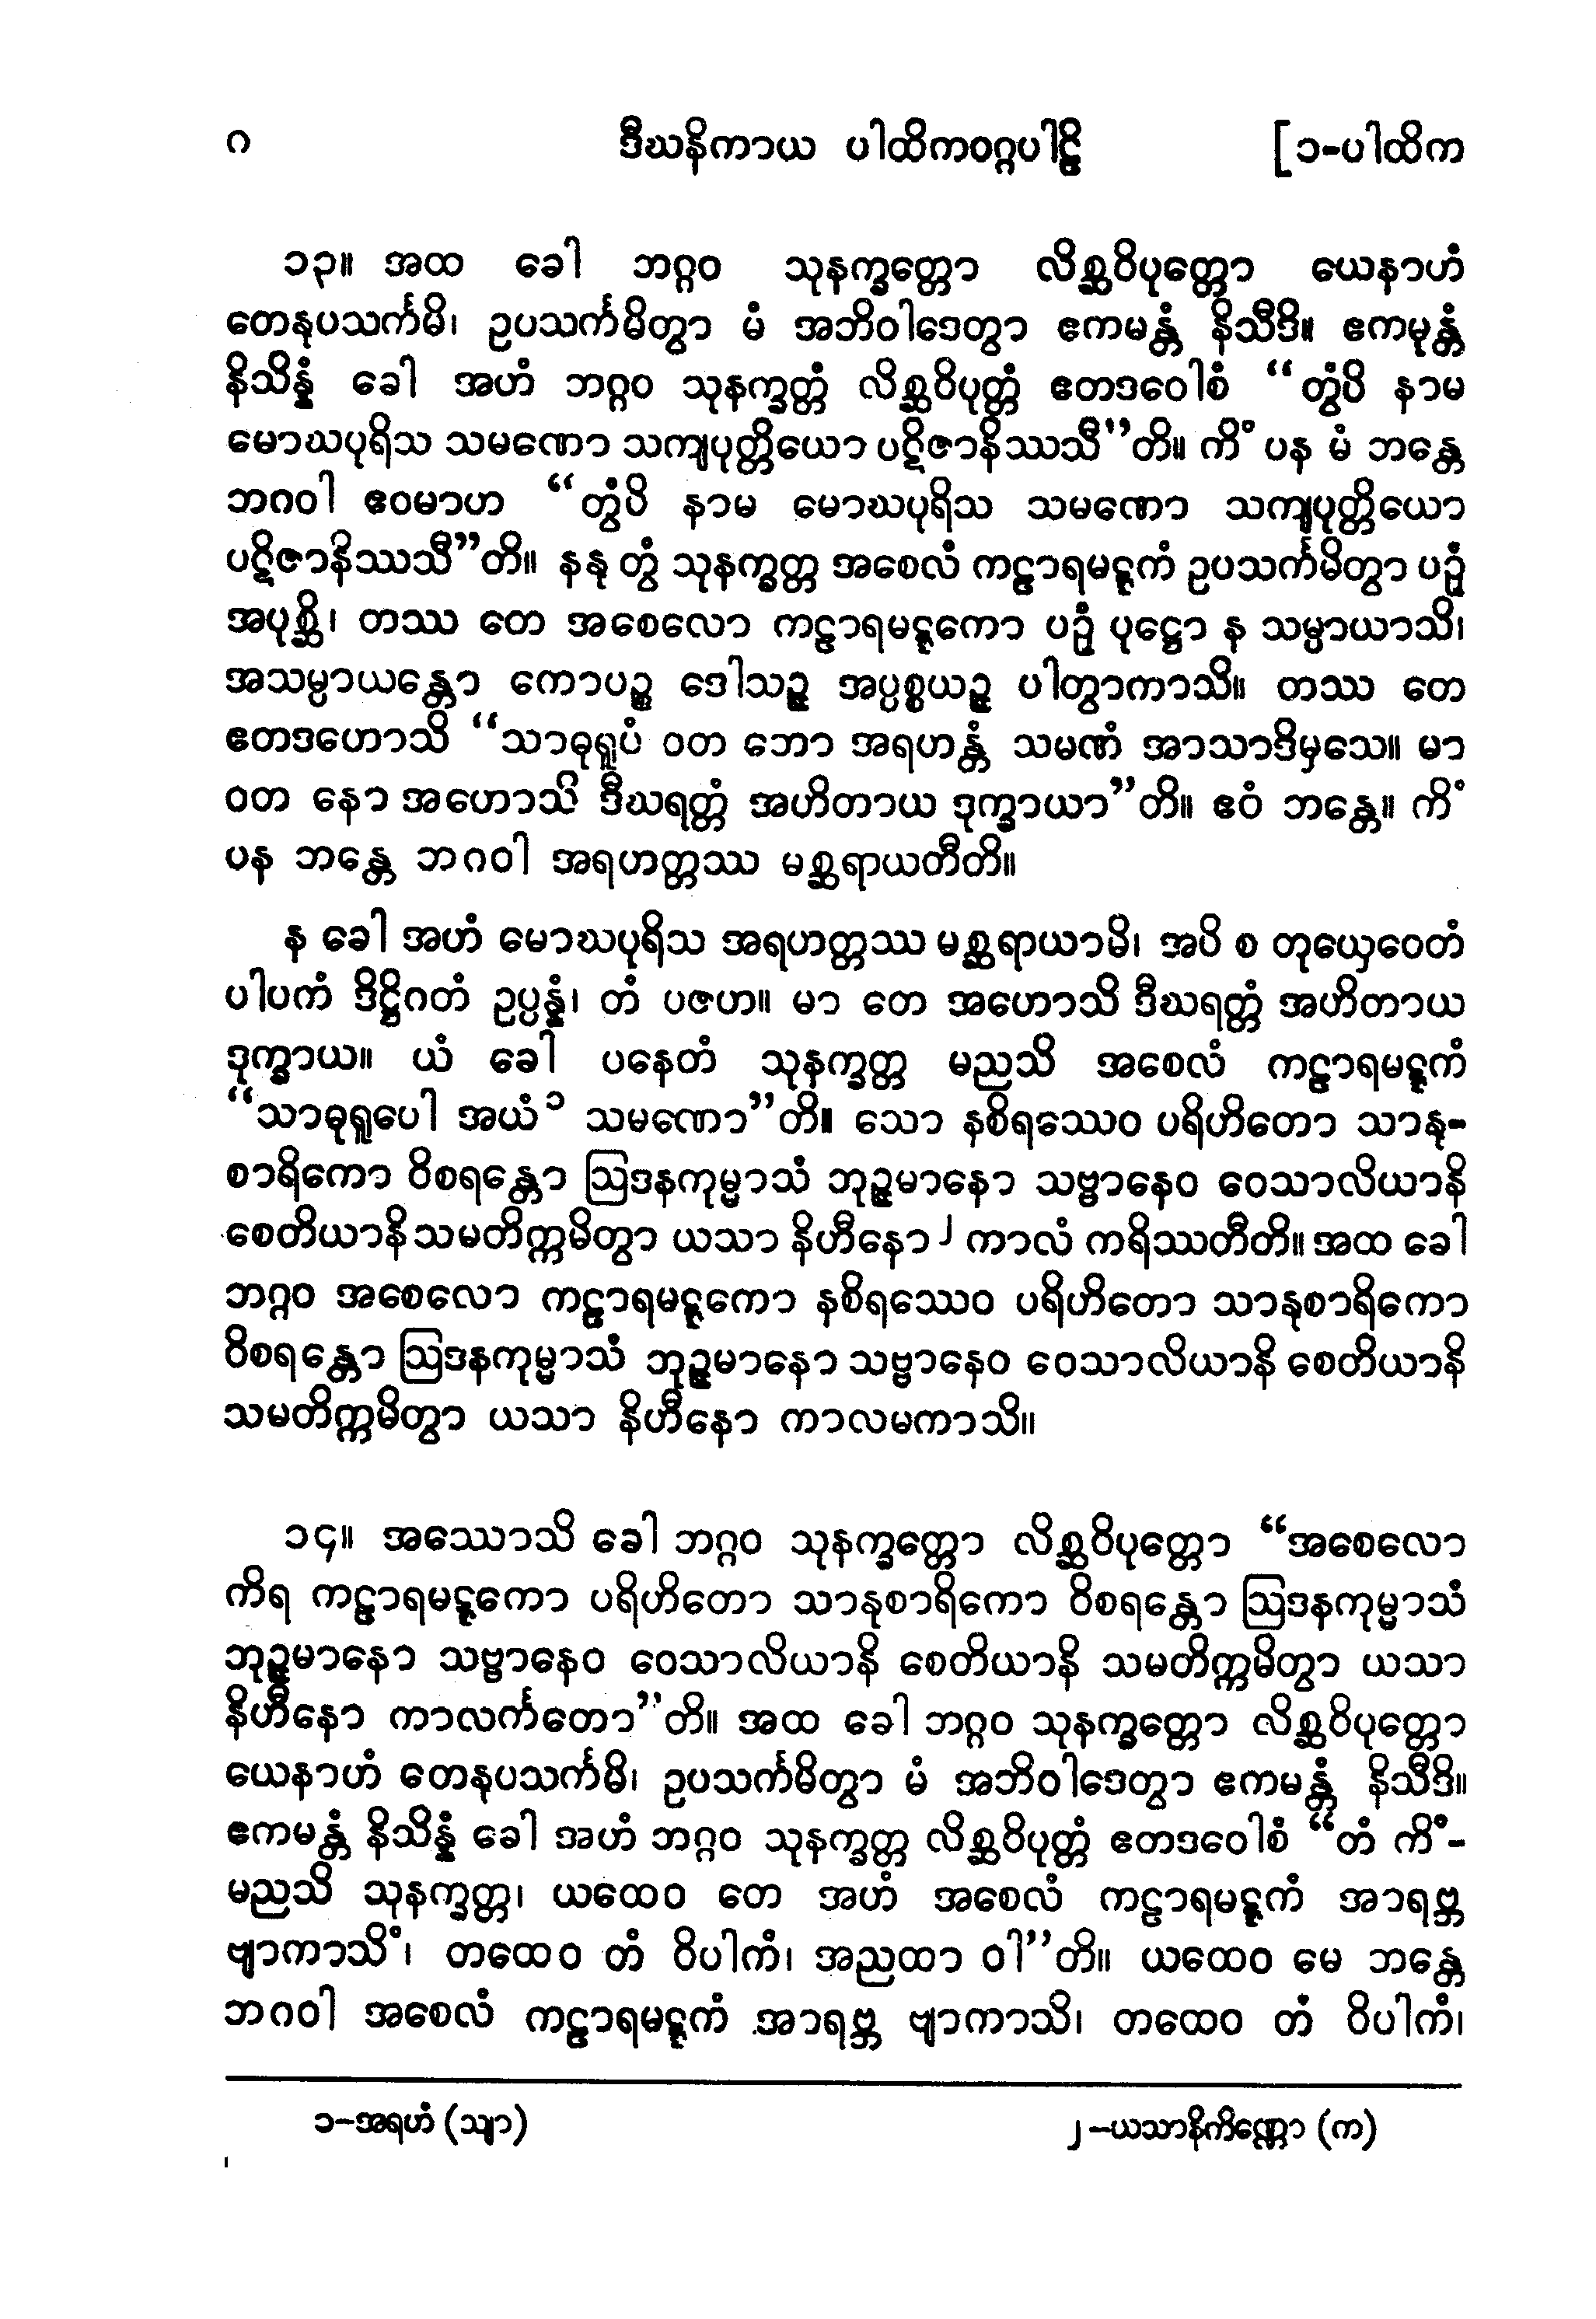 ဂ ဒီဃနိကာယ ပါထိကဝဂ္ဂပါဠိ [၁-ပါထိက
၁၃။ အထ ခေါ ဘဂ္ဂဝ သုနက္ခတ္တော လိစ္ဆဝိပုတ္တော ယေနာဟံ
တေနုပသင်္ကမိ၊ ဥပသင်္ကမိတွာ မံ အဘိဝါဒေတွာ ဧကမန္တံ နိသီဒိ။ ဧကမုန္တံ
နိသိန္နံ ခေါ အဟံ ဘဂ္ဂဝ သုနက္ခတ္တံ လိစ္ဆဝိပုတ္တံ ဧတဒဝေါစံ “တွံပိ နာမ
မောဃပုရိသ သမဏော သကျပုတ္တိယော ပဋိဇာနိဿသီ”တိ။ ကိံ ပန မံ ဘန္တေ
ဘဂဝါ ဧဝမာဟ “တွံပိ နာမ မောဃပုရိသ သမဏော သကျပုတ္တိယော
ပဋိဇာနိဿသီ”တိ။ နနု တွံ သုနက္ခတ္တ အစေလံ ကဠာရမဋ္ဋကံ ဥပသင်္ကမိတွာ ပဉှံ
အပုစ္ဆိ၊ တဿ တေ အစေလော ကဠာရမဋ္ဋကော ပဉှံ ပုဋ္ဌော န သမ္ပာယာသိ၊
အသမ္ပာယန္တော ကောပဉ္စ ဒေါသဉ္စ အပ္ပစ္စယဉ္စ ပါတွာကာသိ။ တဿ တေ
ဧတဒဟောသိ “သာဓုရူပံ ဝတ ဘော အရဟန္တံ သမဏံ အာသာဒိမှသေ။ မာ
ဝတ နော အဟောသိ ဒီဃရတ္တံ အဟိတာယ ဒုက္ခာယာ”တိ။ ဧဝံ ဘန္တေ။ ကိံ
ပန ဘန္တေ ဘဂဝါ အရဟတ္တဿ မစ္ဆရာယတီတိ။
န ခေါ အဟံ မောဃပုရိသ အရဟတ္တဿ မစ္ဆရာယာမိ၊ အပိ စ တုယှေဝေတံ
ပါပကံ ဒိဋ္ဌိဂတံ ဥပ္ပန္နံ၊ တံ ပဇဟ။ မာ တေ အဟောသိ ဒီဃရတ္တံ အဟိတာယ
ဒုက္ခာယ။ ယံ ခေါ ပနေတံ သုနက္ခတ္တ မညသိ အစေလံ ကဠာရမဋ္ဋကံ
“သာဓုရူပေါ အယံ၁ သမဏော”တိ။ သော နစိရဿေဝ ပရိဟိတော သာနု-
စာရိကော ဝိစရန္တော ဩဒနကုမ္မာသံ ဘုဉ္ဇမာနော သဗ္ဗာနေဝ ဝေသာလိယာနိ
စေတိယာနိ သမတိက္ကမိတွာ ယသာ နိဟီနော၂ ကာလံ ကရိဿတီတိ။ အထ ခေါ
ဘဂ္ဂဝ အစေလော ကဠာရမဋ္ဋကော နစိရဿေဝ ပရိဟိတော သာနုစာရိကော
ဝိစရန္တော ဩဒနကုမ္မာသံ ဘုဉ္ဇမာနော သဗ္ဗာနေဝ ဝေသာလိယာနိ စေတိယာနိ
သမတိက္ကမိတွာ ယသာ နိဟီနော ကာလမကာသိ။
၁၄။ အဿောသိ ခေါ ဘဂ္ဂဝ သုနက္ခတ္တော လိစ္ဆဝိပုတ္တော “အစေလော
ကိရ ကဠာရမဋ္ဋကော ပရိဟိတော သာနုစာရိကော ဝိစရန္တော ဩဒနကုမ္မာသံ
ဘုဉ္ဇမာနော သဗ္ဗာနေဝ ဝေသာလိယာနိ စေတိယာနိ သမတိက္ကမိတွာ ယသာ
နိဟီနော ကာလင်္ကတော”တိ။ အထ ခေါ ဘဂ္ဂဝ သုနက္ခတ္တော လိစ္ဆဝိပုတ္တော
ယေနာဟံ တေနုပသင်္ကမိ၊ ဥပသင်္ကမိတွာ မံ အဘိဝါဒေတွာ ဧကမန္တံ နိသီဒိ။
ဧကမန္တံ နိသိန္နံ ခေါ အဟံ ဘဂ္ဂဝ သုနက္ခတ္တ လိစ္ဆဝိပုတ္တံ ဧတဒဝေါစံ “တံ ကိံ-
မညသိ သုနက္ခတ္တ၊ ယထေဝ တေ အဟံ အစေလံ ကဠာရမဋ္ဋကံ အာရဗ္ဘ
ဗျာကာသိံ၊ တထေဝ တံ ဝိပါကံ၊ အညထာ ဝါ”တိ။ ယထေဝ မေ ဘန္တေ
ဘဂဝါ အစေလံ ကဠာရမဋ္ဋကံ အာရဗ္ဘ ဗျာကာသိ၊ တထေဝ တံ ဝိပါကံ၊
၁-အရဟံ (သျာ) ၂-ယသာနိကိဏ္ဏော (က)